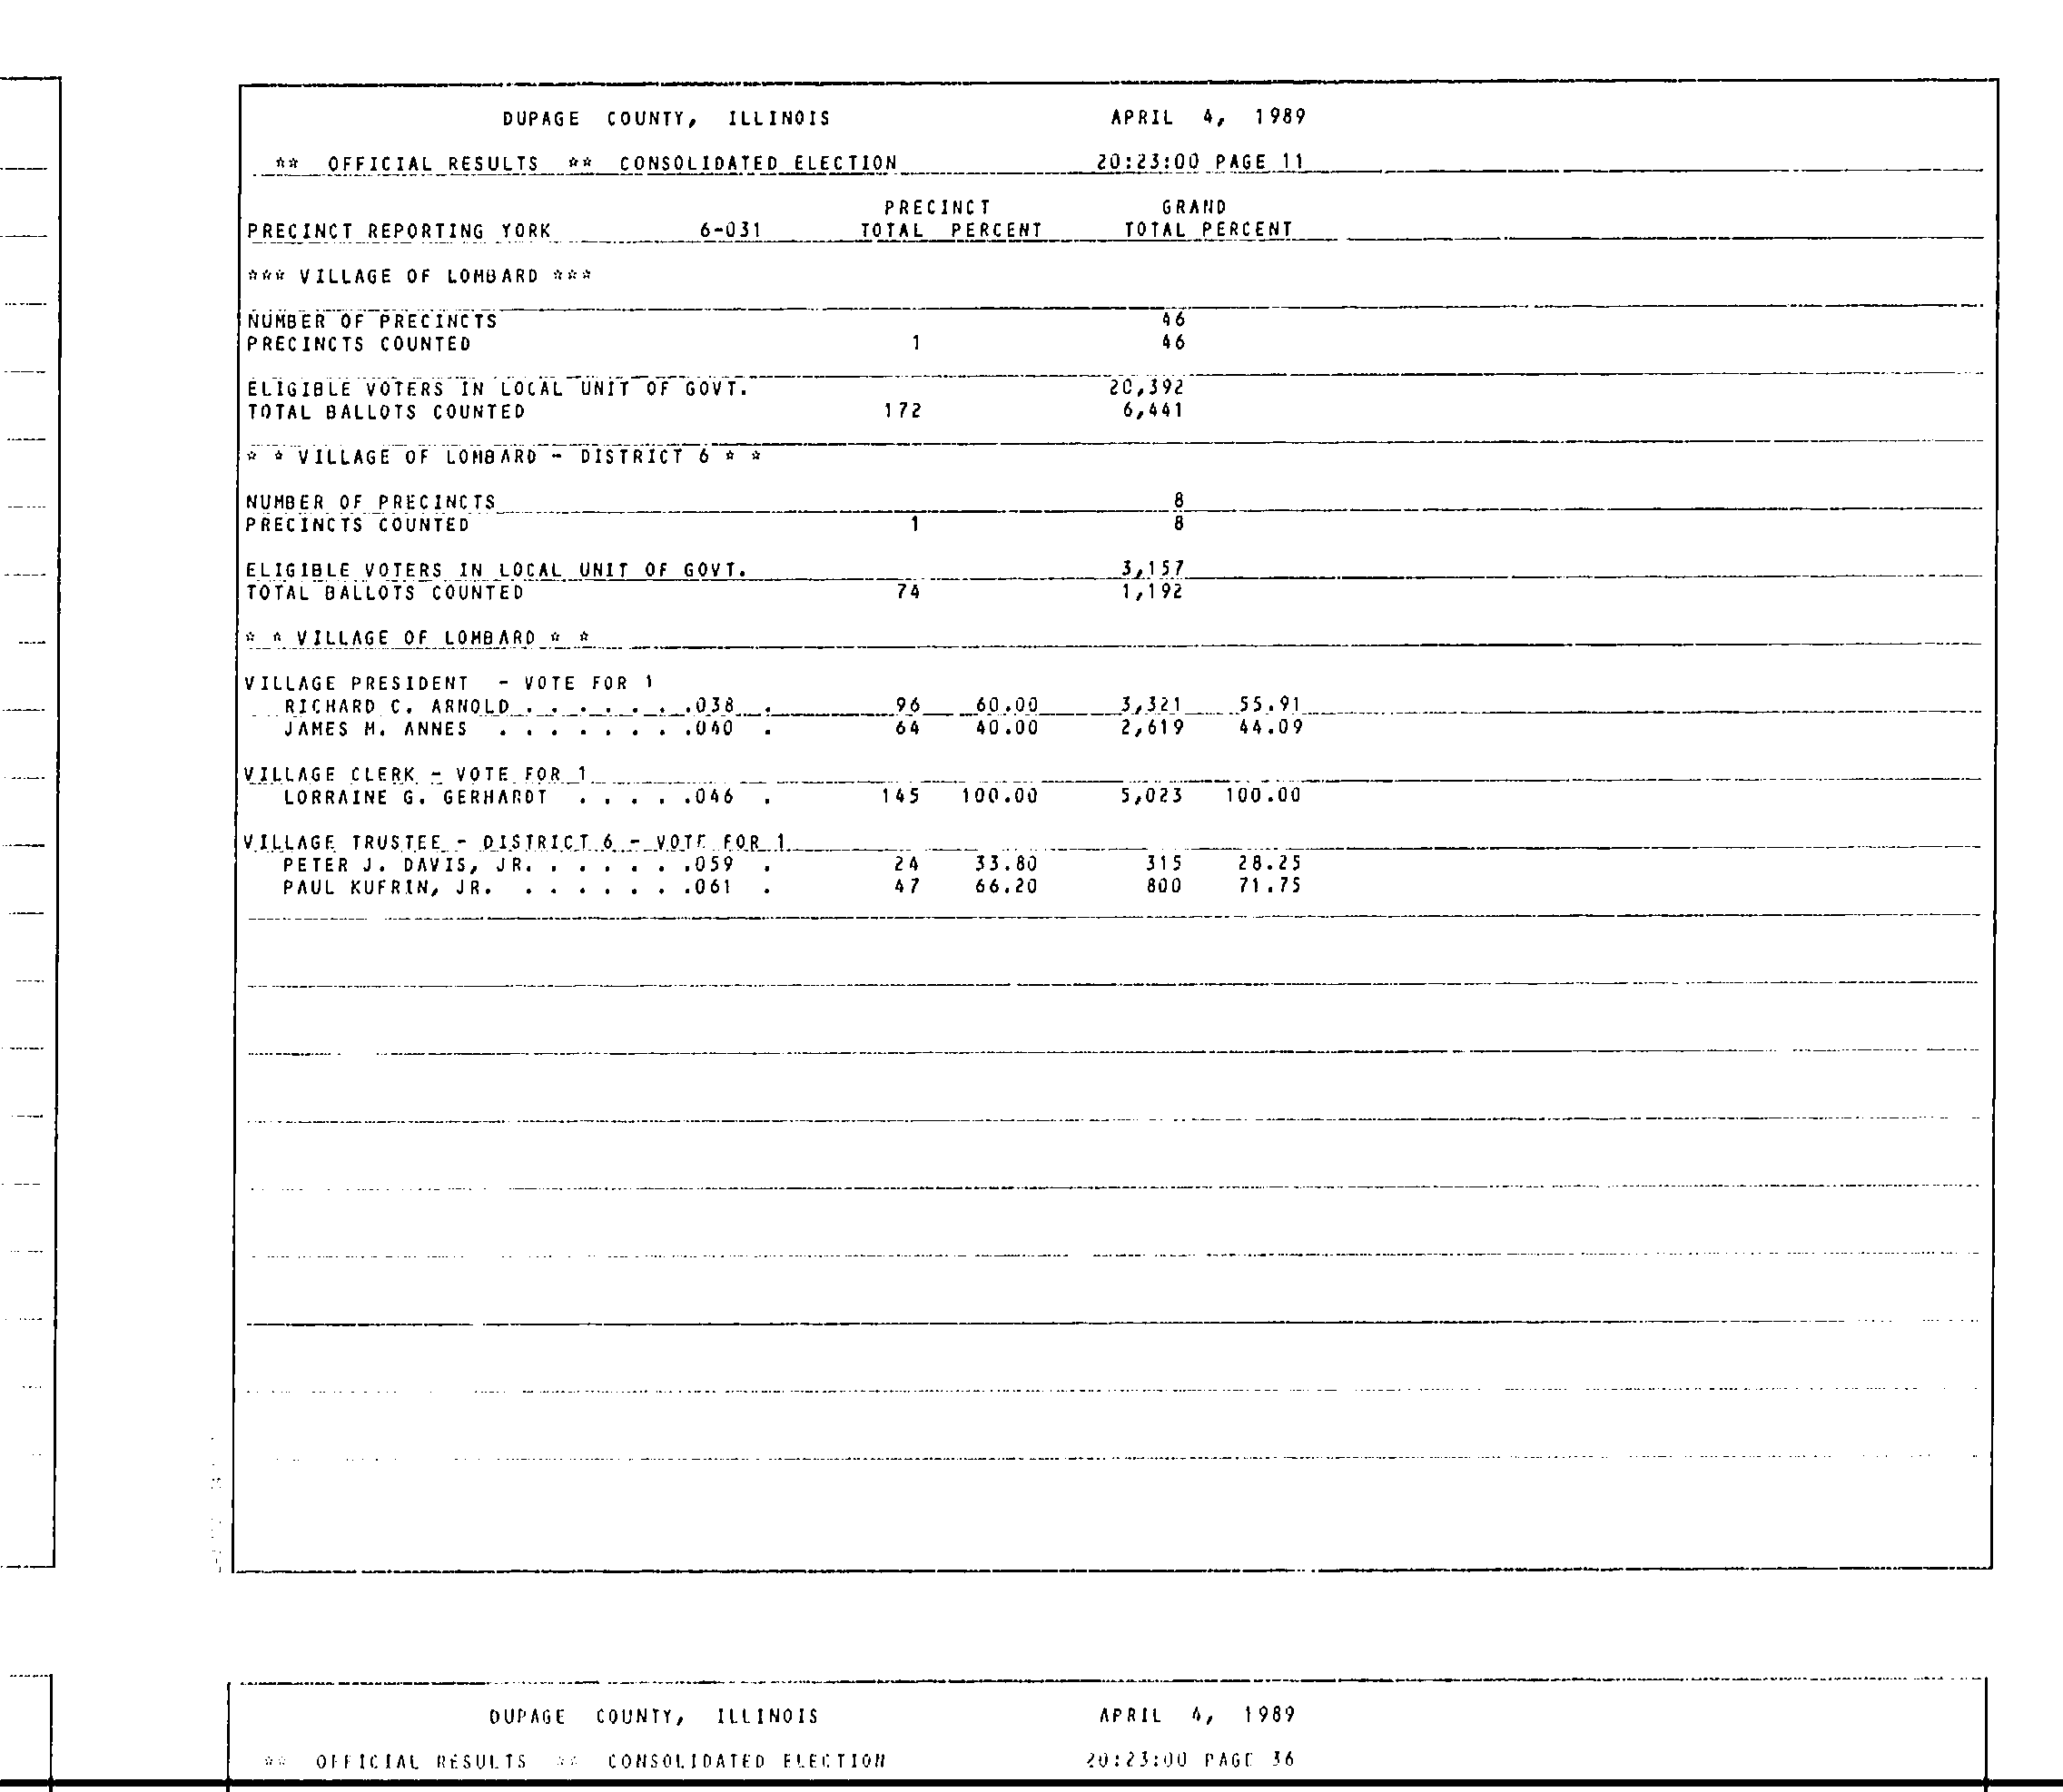 DUPAGE COUNTY, ILLINOIS APRIL 4, 1989
** OFFICIAL RESULTS ** CONSOLIDATED ELECTION 20:23:00 PAGE 11
PRECINCT GRAND
PRECINCT REPORTING YORK 6-031 TOTAL PERCENT TOTAL PERCENT
*** VILLAGE OF LOMBARD ***
NUMBER OF PRECINCTS 46
PRECINCTS COUNTED 1 46
ELIGIBLE VOTERS IN LOCAL UNIT OF GOVT. 20,392
TOTAL BALLOTS COUNTED 172 6,441
* * VILLAGE OF LOMBARD - DISTRICT 6 * *
NUMBER OF PRECINCTS 8
PRECINCTS COUNTED 1 8
ELIGIBLE VOTERS IN LOCAL UNIT OF GOVT. 3,157
TOTAL BALLOTS COUNTED 74 1,192
* * VILLAGE OF LOMBARD * *
VILLAGE PRESIDENT - VOTE FOR 1
RICHARD C. ARNOLD . . . . . . .038 . 96 60.00 3,321 55.91
JAMES M. ANNES . . . . . . . .040 . 64 40.00 2,619 44.09
VILLAGE CLERK - VOTE FOR 1
LORRAINE G. GERHARDT . . . . .046 . 145 100.00 5,023 100.00
VILLAGE TRUSTEE - DISTRICT 6 - VOTE FOR 1
PETER J. DAVIS, JR. . . . . . .059 . 24 33.80 315 28.25
PAUL KUFRIN, JR. . . . . . . .061 . 47 66.20 800 71.75
DUPAGE COUNTY, ILLINOIS APRIL 4, 1989
** OFFICIAL RESULTS ** CONSOLIDATED ELECTION 20:23:00 PAGE 36